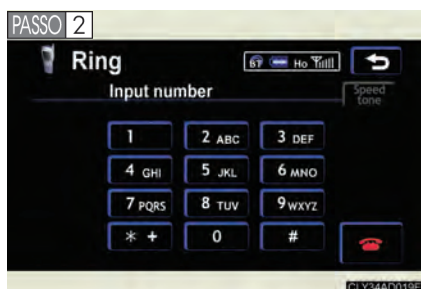 PASSO 2
Ring
BT Ho
Input number
Speed tone
1
2 ABC
3 DEF
4 GHI
5 JKL
6 MNO
7 PQRS
8 TUV
9 WXYZ
* +
0
#
CLY34AD019E